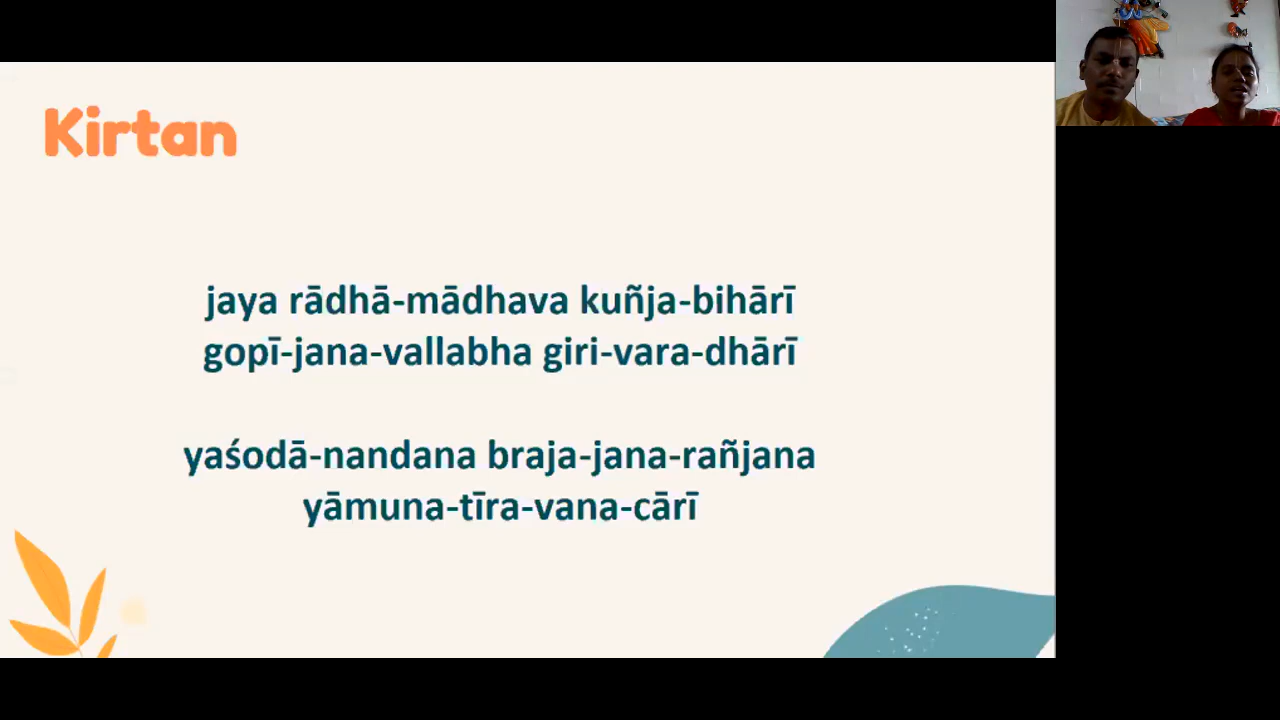 Kirtan
jaya rādhā-mādhava kuñja-bihārī
gopī-jana-vallabha giri-vara-dhārī
yaśodā-nandana braja-jana-rañjana
yāmuna-tīra-vana-cārī